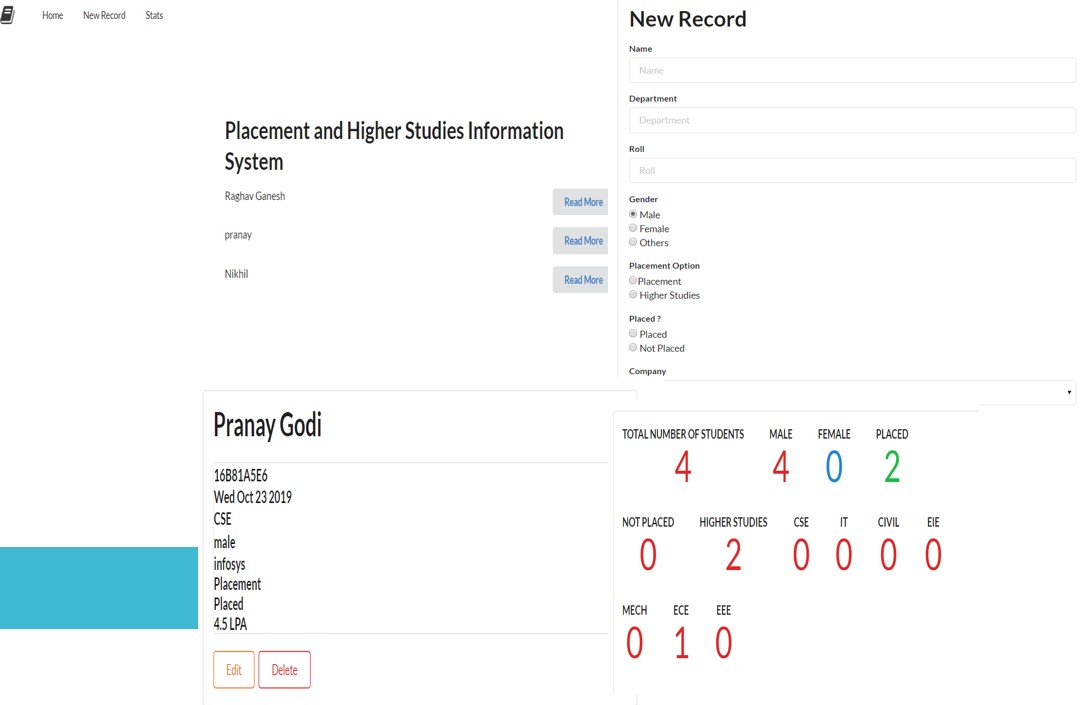 Home New Record Stats
Placement and Higher Studies Information
System
Raghav Ganesh Read More
pranay Read More
Nikhil Read More
New Record
Name
Name
Department
Department
Roll
Roll
Gender
Male
Female
Others
Placement Option
Placement
Higher Studies
Placed ?
Placed
Not Placed
Company
Pranay Godi
16B81A5E6
Wed Oct 23 2019
CSE
male
infosys
Placement
Placed
4.5 LPA
Edit Delete
TOTAL NUMBER OF STUDENTS MALE FEMALE PLACED
4 4 0 2
NOT PLACED HIGHER STUDIES CSE IT CIVIL EIE
0 2 0 0 0 0
MECH ECE EEE
0 1 0